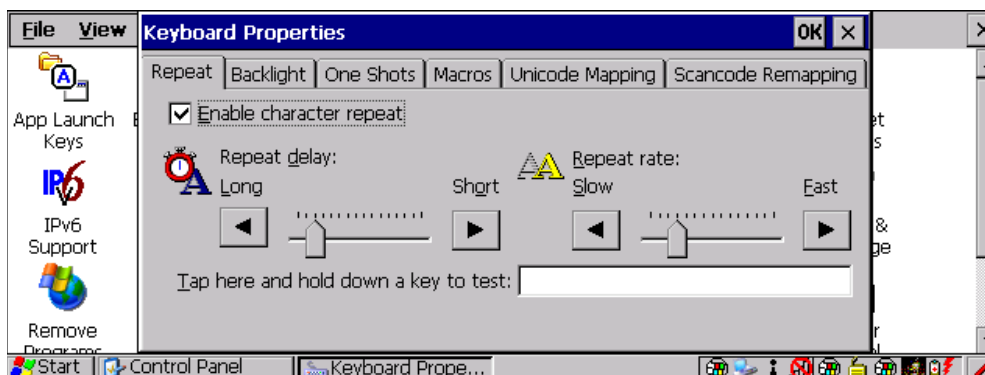 File View
Keyboard Properties OK
Repeat Backlight One Shots Macros Unicode Mapping Scancode Remapping
Enable character repeat
App Launch
Keys
Repeat delay:
Long Short
Repeat rate:
Slow Fast
IPv6
IPv6
Support
&
Tap here and hold down a key to test:
Remove
Programs
Start Control Panel Keyboard Prope...